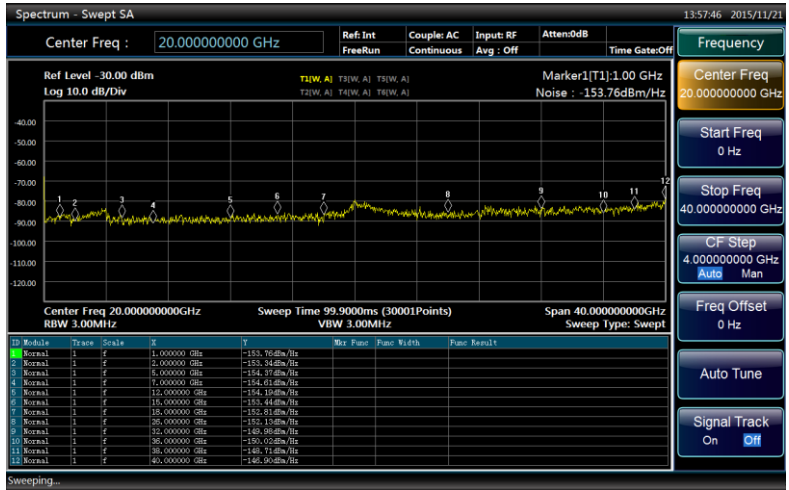 Spectrum - Swept SA 13:57:46 2015/11/21
Center Freq : 20.000000000 GHz
Ref: Int Couple: AC Input: RF Atten:0dB
FreeRun Continuous Avg : Off Time Gate:Off
Frequency
Ref Level -30.00 dBm T1[W, A] T3[W, A] T5[W, A] Marker1[T1]:1.00 GHz
Log 10.0 dB/Div T2[W, A] T4[W, A] T6[W, A] Noise : -153.76dBm/Hz
-40.00
-50.00
-60.00
-70.00
-80.00
-90.00
-100.00
-110.00
-120.00
1 2 3 4 5 6 7 8 9 10 11 12
Center Freq 20.000000000GHz Sweep Time 99.9000ms (30001Points) Span 40.000000000GHz
RBW 3.00MHz VBW 3.00MHz Sweep Type: Swept
ID Module Trace Scale X Y Mkr Func Func Width Func Result
1 Normal 1 f 1.000000 GHz -153.76dBm/Hz
2 Normal 1 f 2.000000 GHz -153.34dBm/Hz
3 Normal 1 f 5.000000 GHz -154.37dBm/Hz
4 Normal 1 f 7.000000 GHz -154.61dBm/Hz
5 Normal 1 f 12.000000 GHz -154.19dBm/Hz
6 Normal 1 f 15.000000 GHz -153.44dBm/Hz
7 Normal 1 f 18.000000 GHz -152.81dBm/Hz
8 Normal 1 f 26.000000 GHz -152.13dBm/Hz
9 Normal 1 f 32.000000 GHz -149.98dBm/Hz
10 Normal 1 f 36.000000 GHz -150.02dBm/Hz
11 Normal 1 f 38.000000 GHz -148.71dBm/Hz
12 Normal 1 f 40.000000 GHz -146.90dBm/Hz
Center Freq
20.000000000 GHz
Start Freq
0 Hz
Stop Freq
40.000000000 GHz
CF Step
4.000000000 GHz
Auto Man
Freq Offset
0 Hz
Auto Tune
Signal Track
On Off
Sweeping...